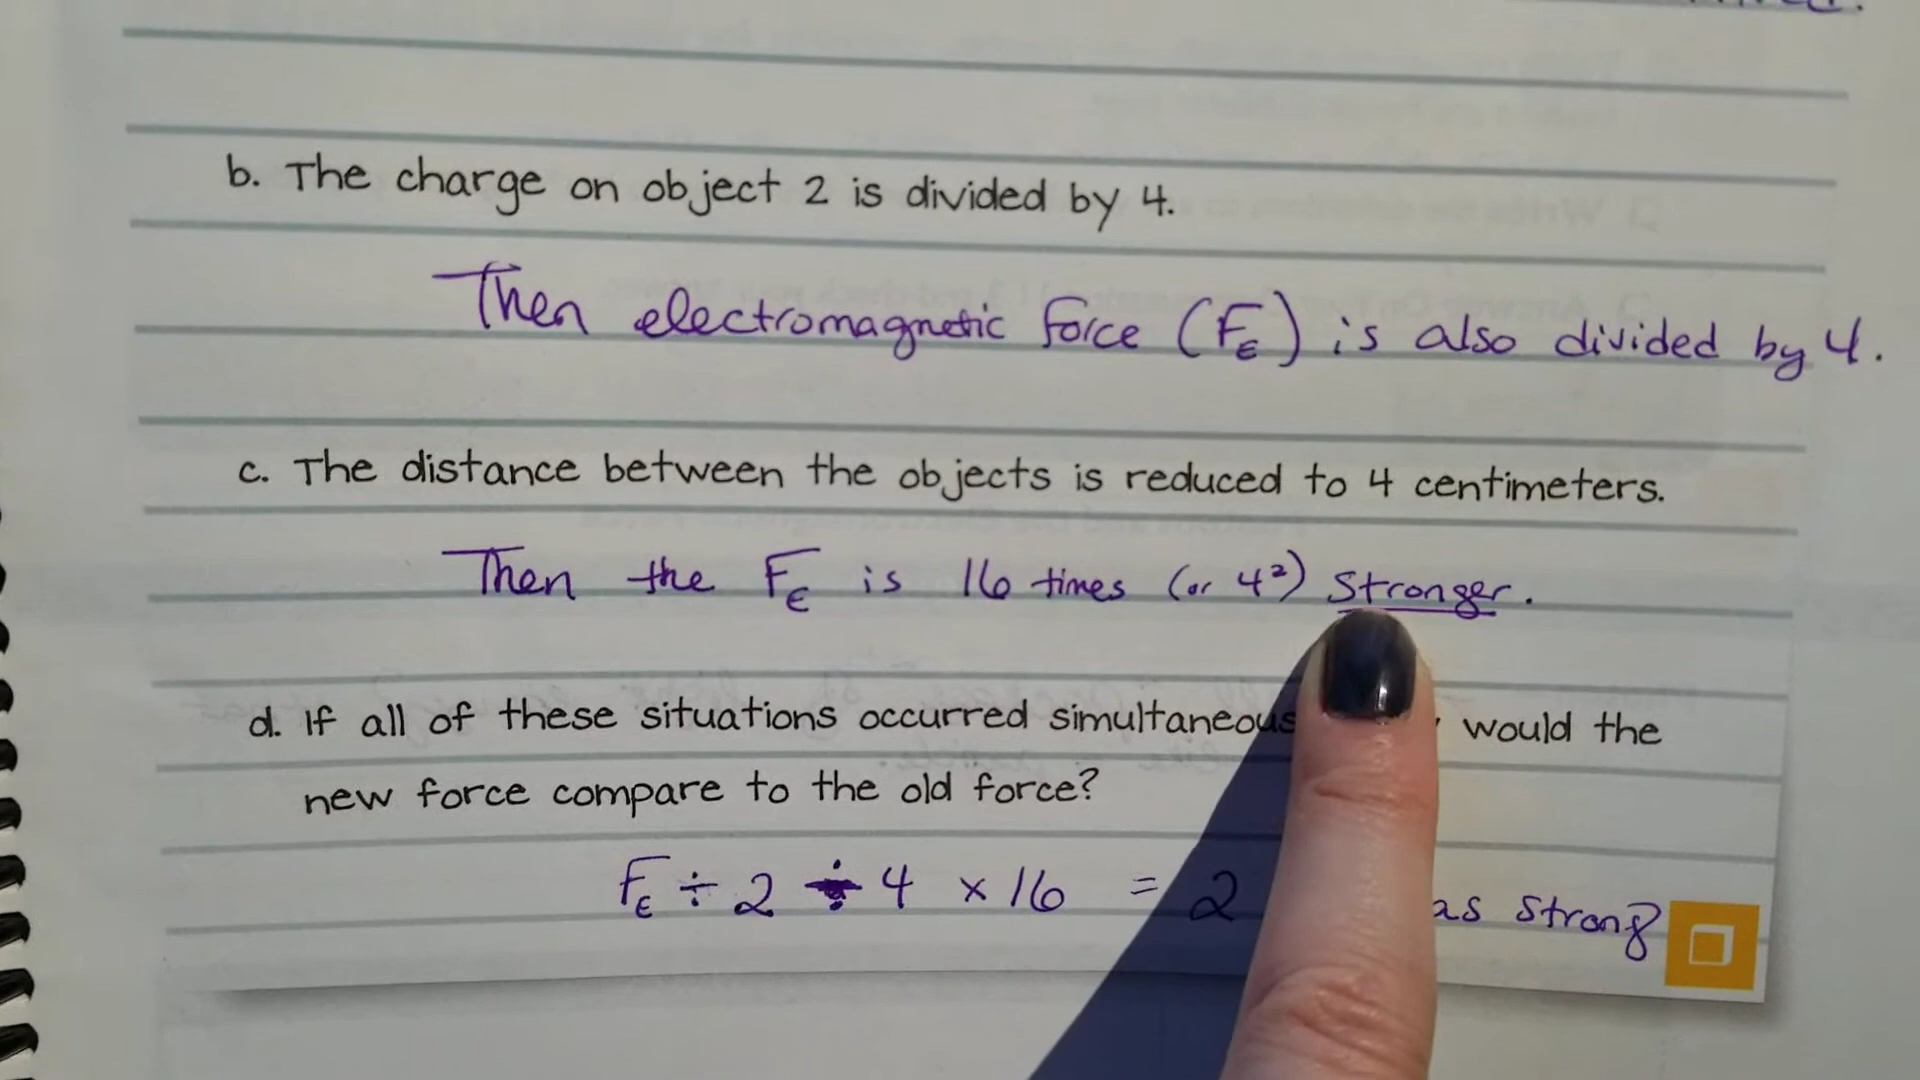 b. The charge on object 2 is divided by 4.
Then electromagnetic force (FE) is also divided by 4.
c. The distance between the objects is reduced to 4 centimeters.
Then the FE is 16 times (or 4²) stronger.
d. If all of these situations occurred simultaneous would the
new force compare to the old force?
FE ÷ 2 ÷ 4 × 16 = 2 as strong